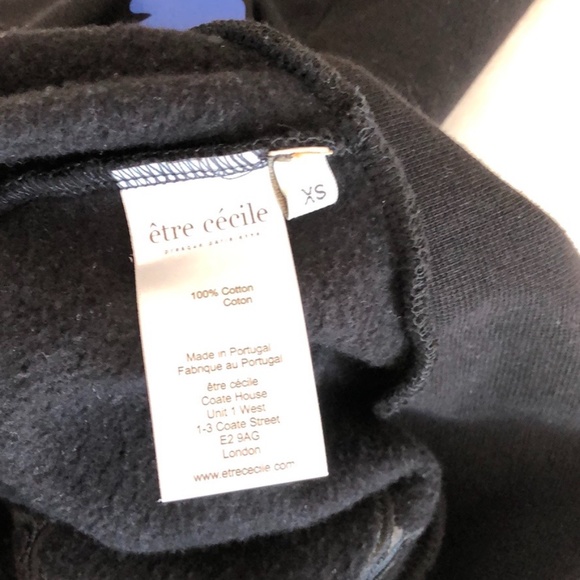 XS
être cécile
100% Cotton
Coton
Made in Portugal
Fabrique au Portugal
être cécile
Coate House
Unit 1 West
1-3 Coate Street
E2 9AG
London
www.etrececile.com